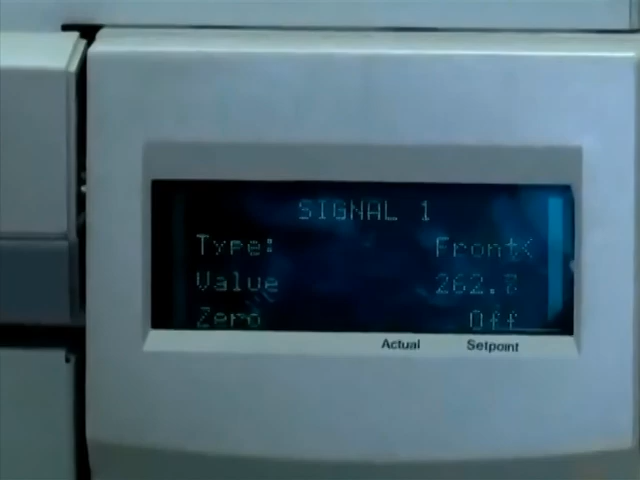 SIGNAL 1
Type: Front<
Value 262.7
Zero Off
Actual Setpoint